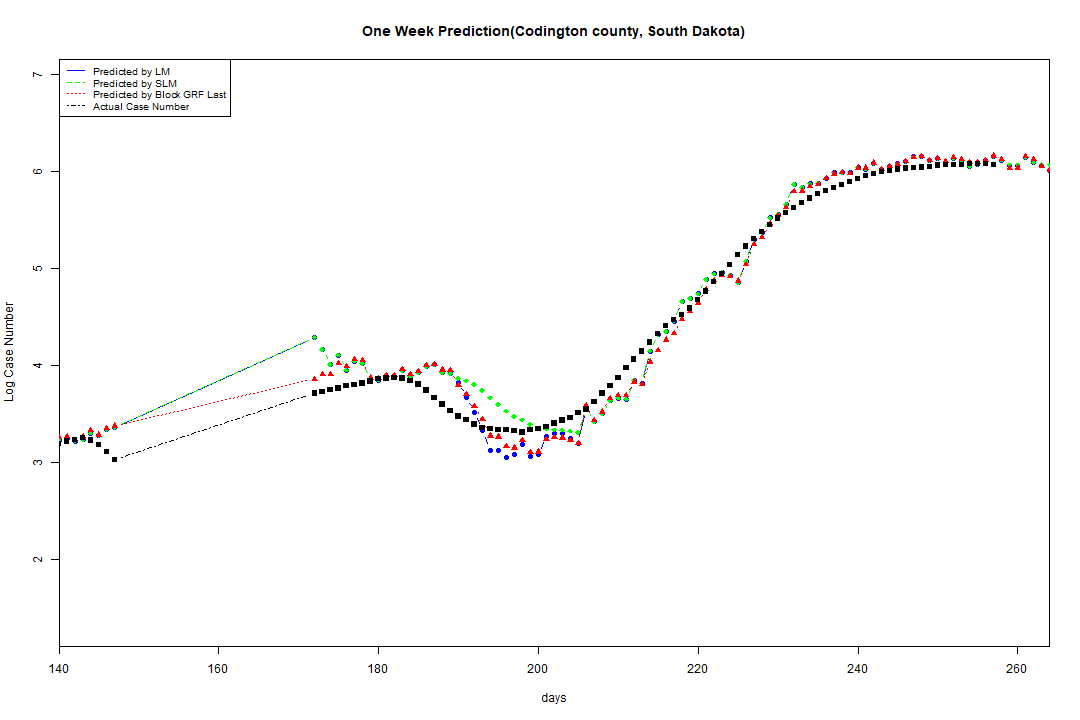 One Week Prediction(Codington county, South Dakota)
Predicted by LM
Predicted by SLM
Predicted by Block GRF Last
Actual Case Number
7
6
5
4
3
2
Log Case Number
140 160 180 200 220 240 260
days